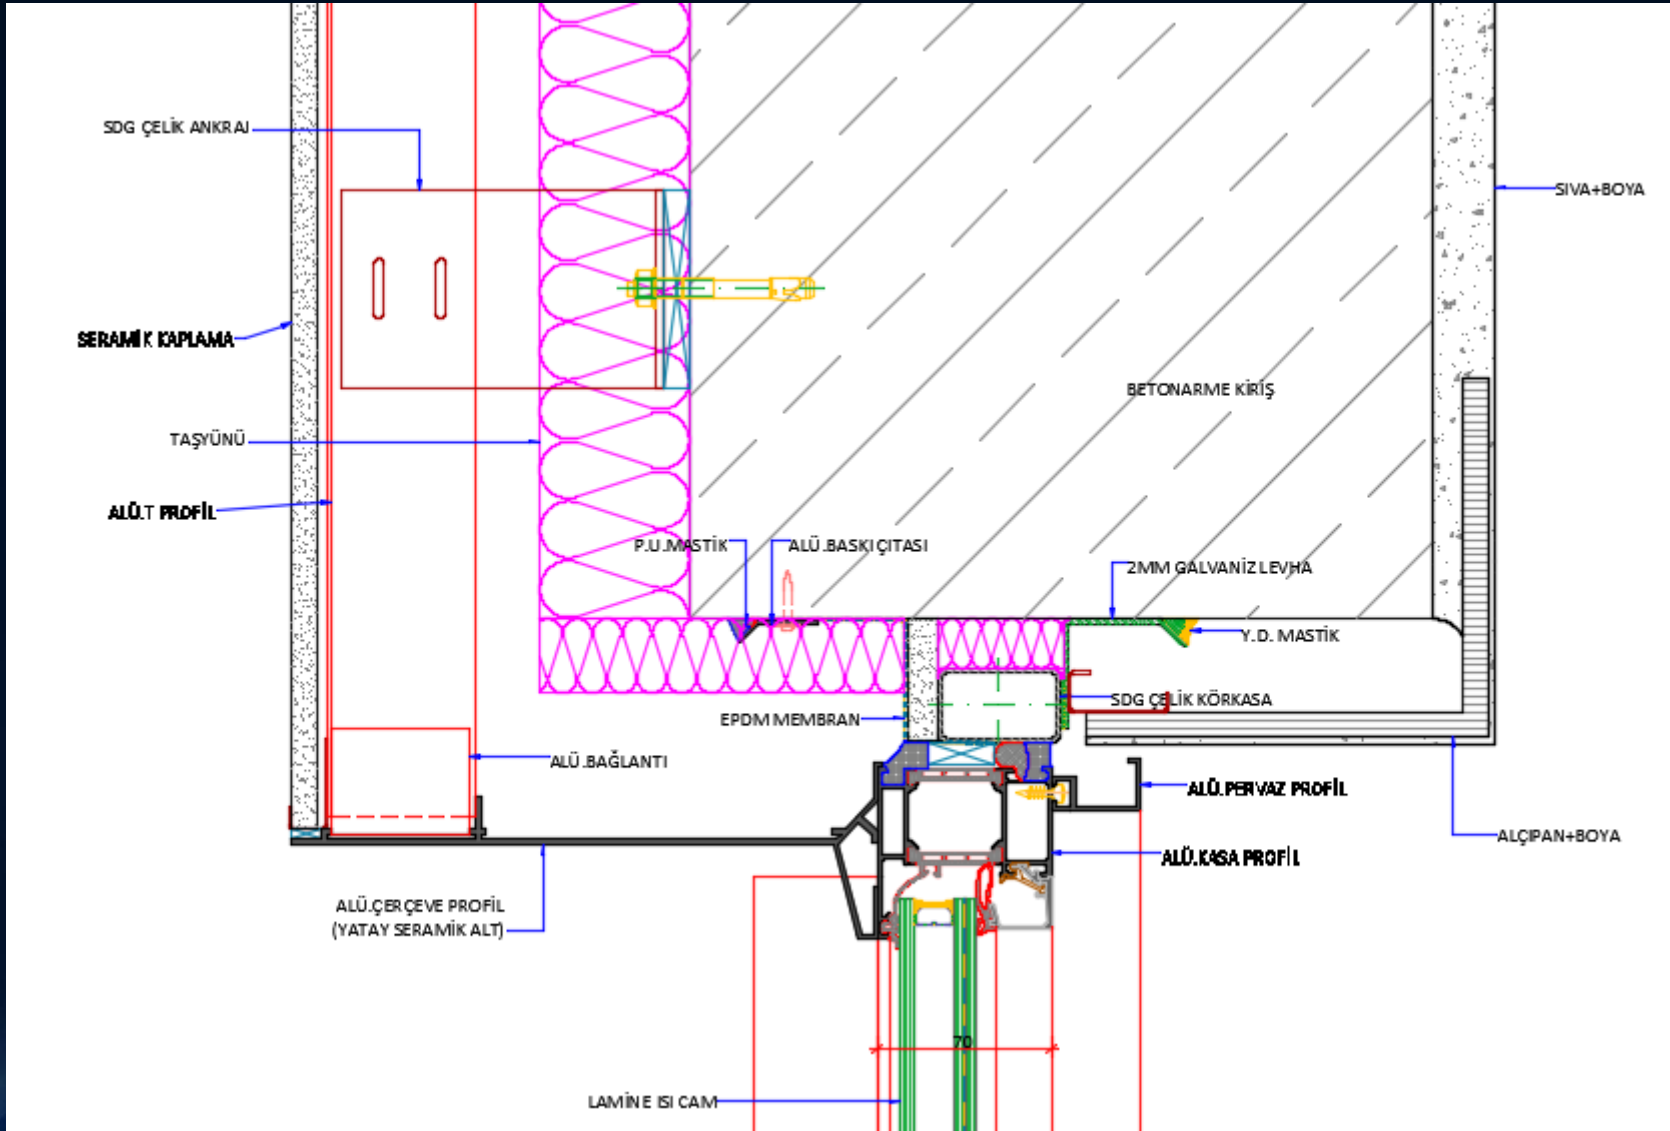 SDG ÇELİK ANKRAJ
SIVA+BOYA
SERAMİK KAPLAMA
BETONARME KİRİŞ
TAŞYÜNÜ
ALÜ.T PROFİL
P.U.MASTİK
ALÜ.BASKI ÇITASI
2MM GALVANİZ LEVHA
Y.D. MASTİK
SDG ÇELİK KÖRKASA
EPDM MEMBRAN
ALÜ.BAĞLANTI
ALÜ.PERVAZ PROFİL
ALÇIPAN+BOYA
ALÜ.KASA PROFİL
ALÜ.ÇERÇEVE PROFİL
(YATAY SERAMİK ALT)
70
LAMİNE ISI CAM